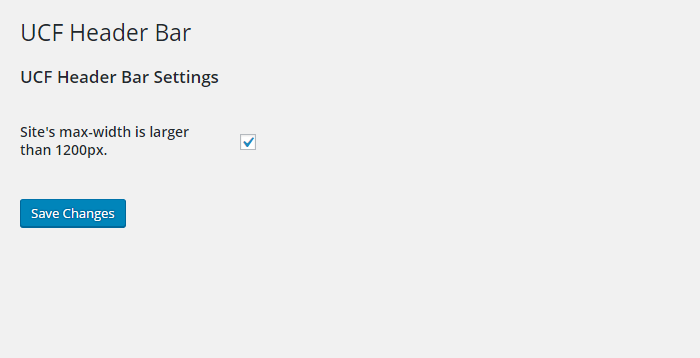 UCF Header Bar
UCF Header Bar Settings
Site's max-width is larger
than 1200px.
Save Changes